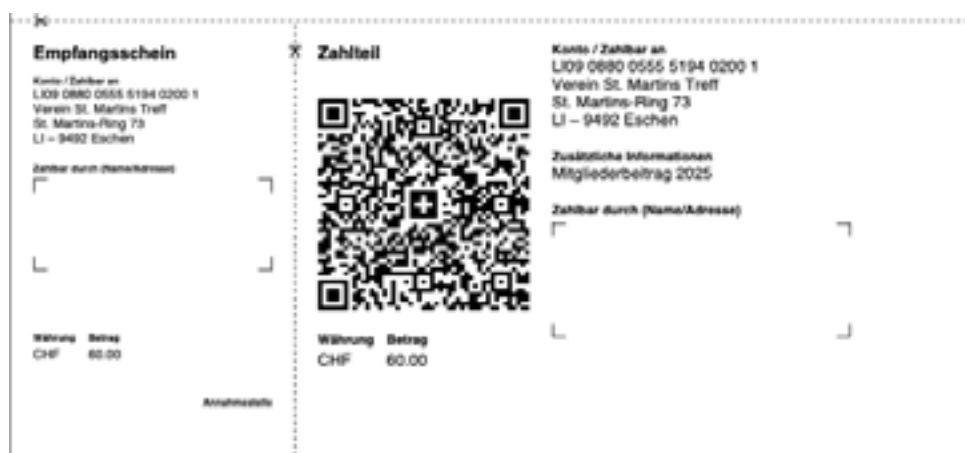 Empfangsschein
Konto / Zahlbar an
LI09 0880 0555 5194 0200 1
Verein St. Martins Treff
St. Martins-Ring 73
LI – 9492 Eschen
Zahlbar durch (Name/Adresse)
Währung Betrag
CHF 60.00
Annahmestelle
Zahlteil
Währung Betrag
CHF 60.00
Konto / Zahlbar an
LI09 0880 0555 5194 0200 1
Verein St. Martins Treff
St. Martins-Ring 73
LI – 9492 Eschen
Zusätzliche Informationen
Mitgliederbeitrag 2025
Zahlbar durch (Name/Adresse)